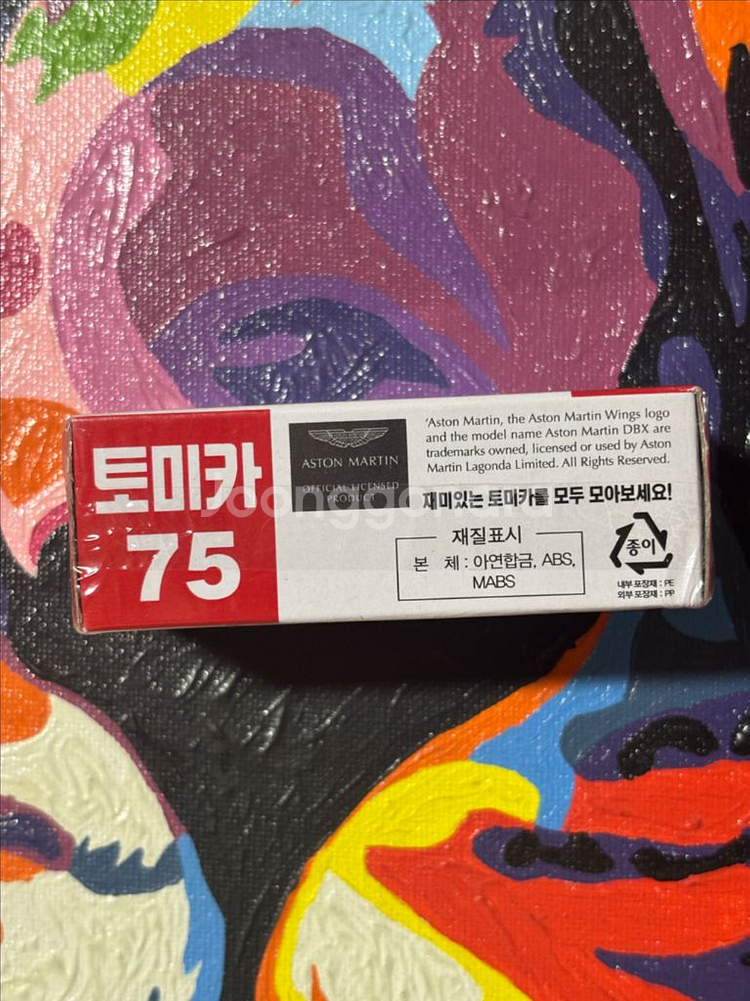 토미카
75
ASTON MARTIN
OFFICIAL LICENSED
PRODUCT
'Aston Martin, the Aston Martin Wings logo
and the model name Aston Martin DBX are
trademarks owned, licensed or used by Aston
Martin Lagonda Limited. All Rights Reserved.
재미있는 토미카를 모두 모아보세요!
재질표시
본 체 : 아연합금, ABS,
MABS
종이
내부 포장재 : PE
외부 포장재 : PP